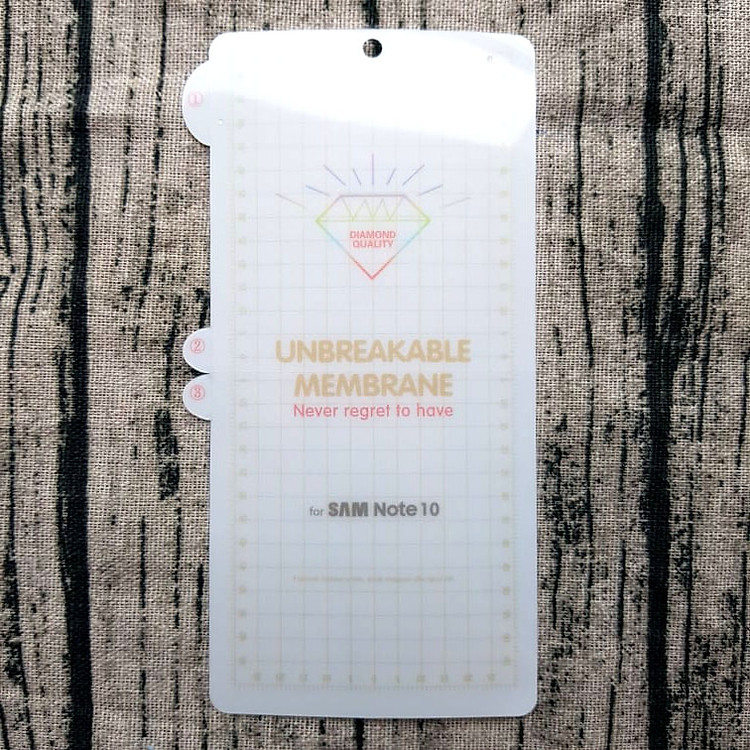 ①
DIAMOND
QUALITY
②
UNBREAKABLE
MEMBRANE
③
Never regret to have
for SAM Note 10